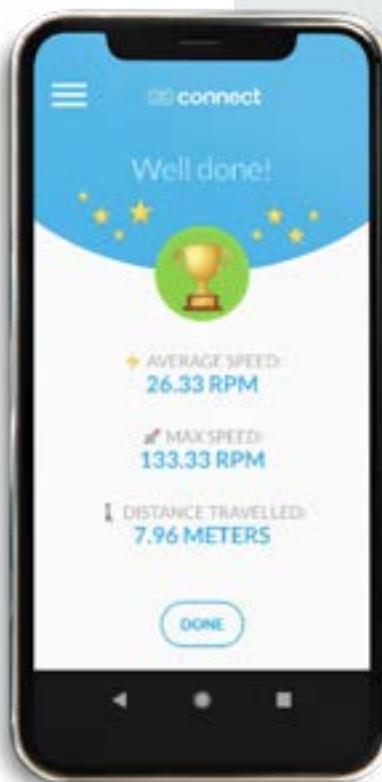 connect
Well done!
AVERAGE SPEED:
26.33 RPM
MAX SPEED:
133.33 RPM
DISTANCE TRAVELLED:
7.96 METERS
DONE